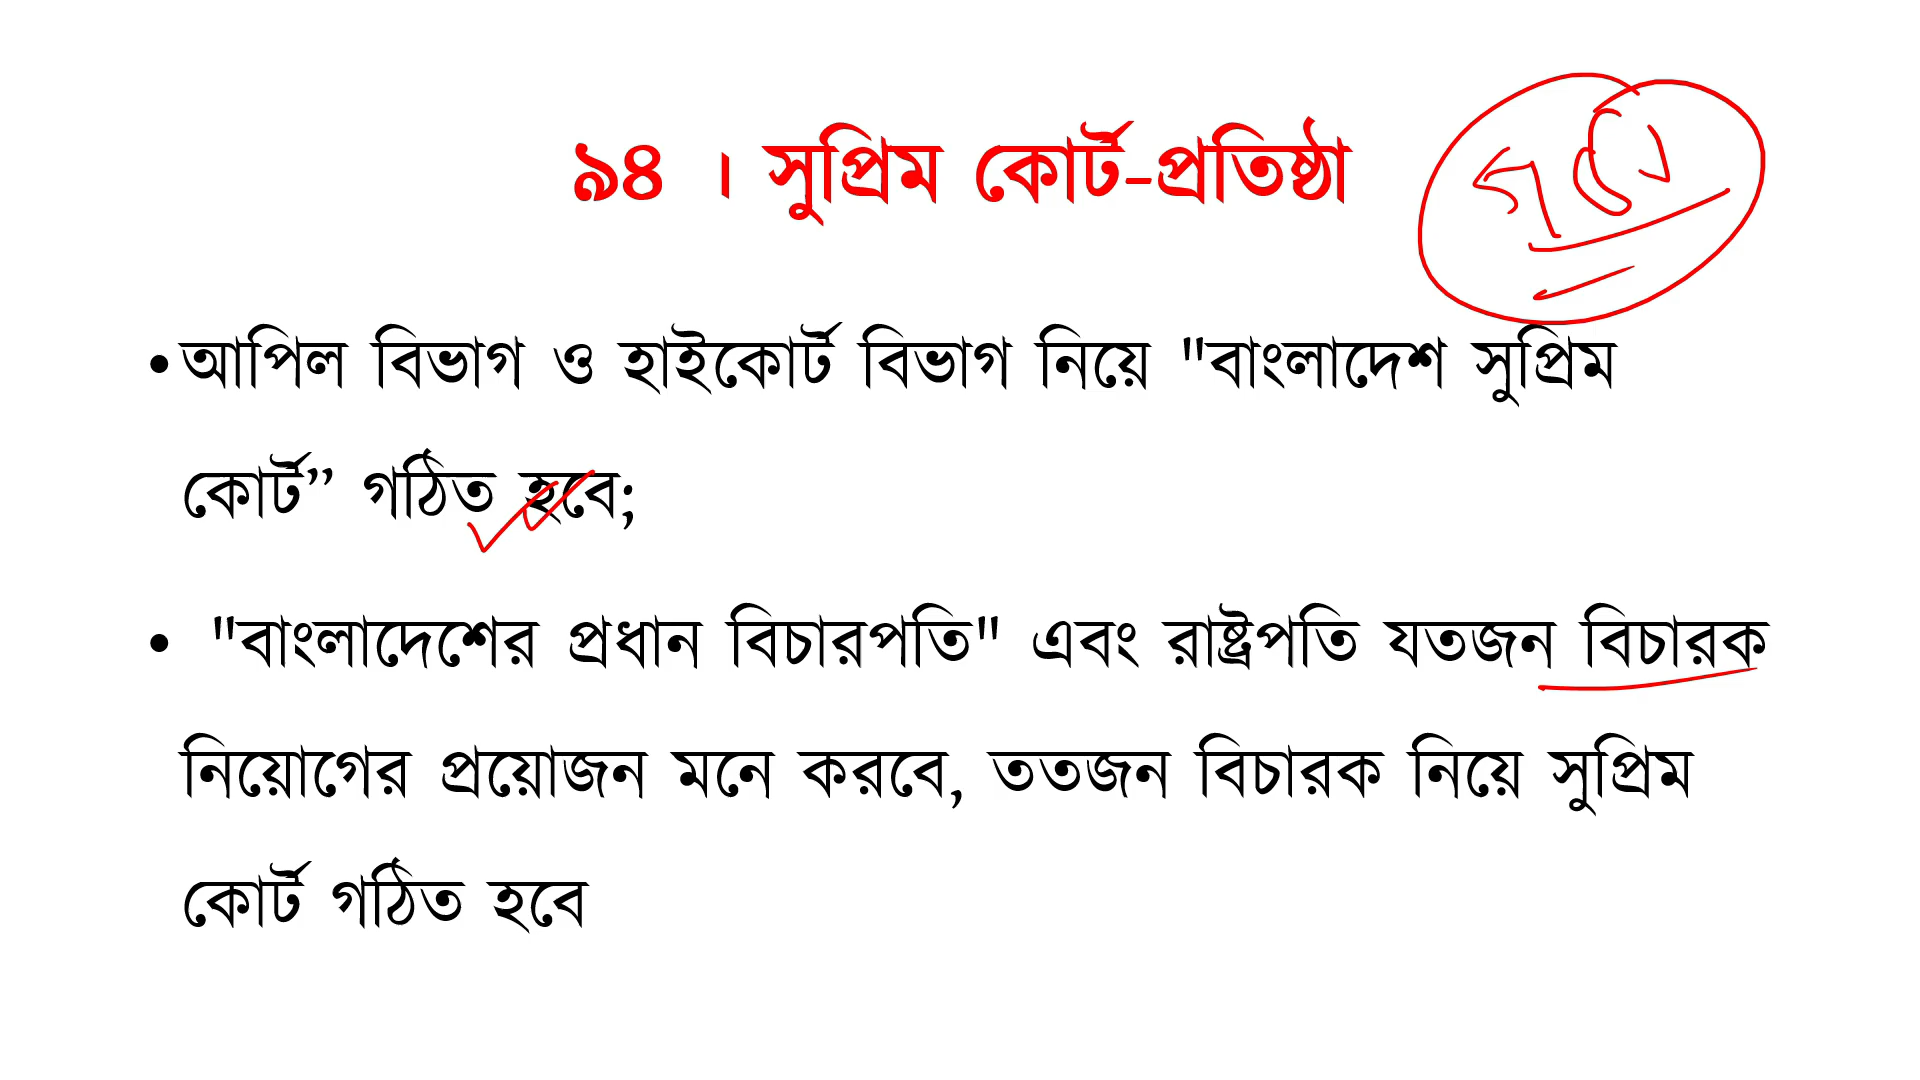 ৯৪ । সুপ্রিম কোর্ট-প্রতিষ্ঠা
•আপিল বিভাগ ও হাইকোর্ট বিভাগ নিয়ে "বাংলাদেশ সুপ্রিম
কোর্ট” গঠিত হবে;
• "বাংলাদেশের প্রধান বিচারপতি" এবং রাষ্ট্রপতি যতজন বিচারক
নিয়োগের প্রয়োজন মনে করবে, ততজন বিচারক নিয়ে সুপ্রিম
কোর্ট গঠিত হবে